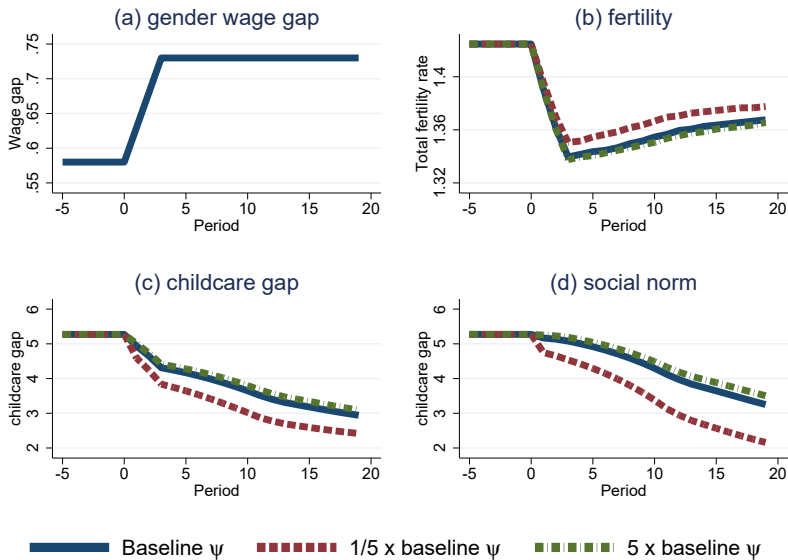 (a) gender wage gap
(b) fertility
Wage gap
.55 .6 .65 .7 .75
-5 0 5 10 15 20
Period
Total fertility rate
1.32 1.36 1.4
-5 0 5 10 15 20
Period
(c) childcare gap
(d) social norm
childcare gap
2 3 4 5 6
-5 0 5 10 15 20
Period
childcare gap
2 3 4 5 6
-5 0 5 10 15 20
Period
Baseline ψ 1/5 x baseline ψ 5 x baseline ψ